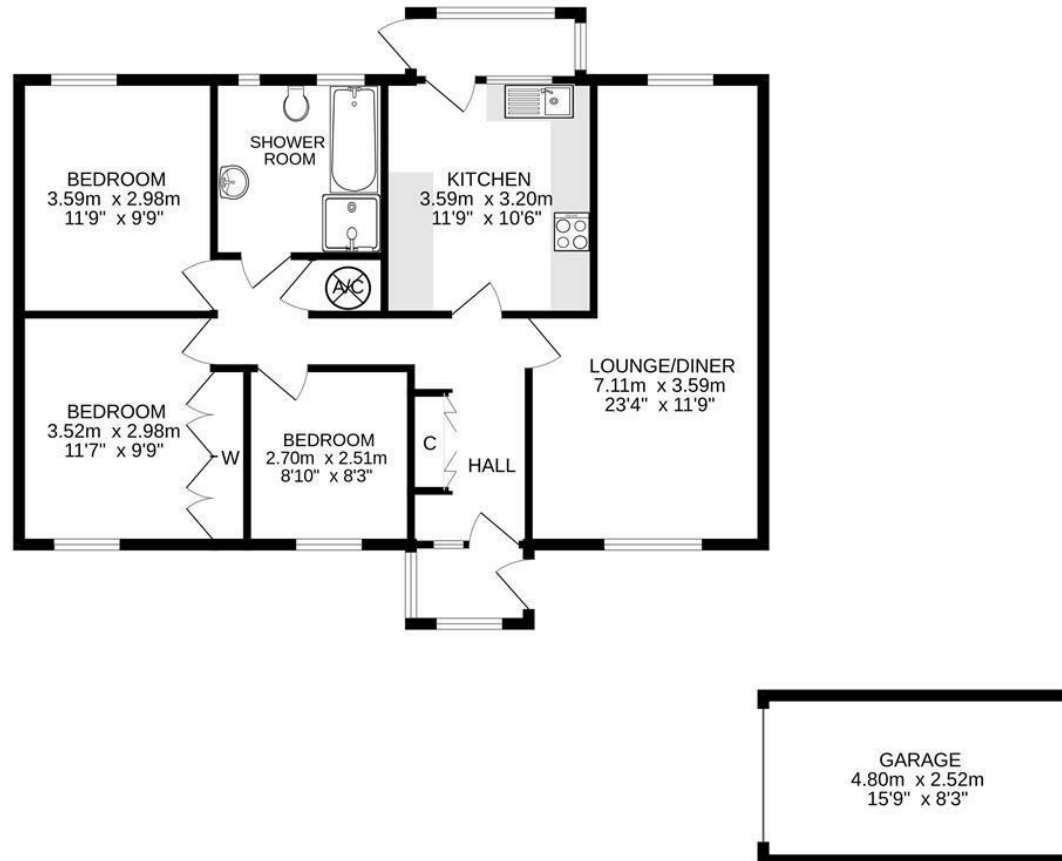 BEDROOM
3.59m x 2.98m
11'9" x 9'9"
SHOWER
ROOM
KITCHEN
3.59m x 3.20m
11'9" x 10'6"
A/C
LOUNGE/DINER
7.11m x 3.59m
23'4" x 11'9"
BEDROOM
3.52m x 2.98m
11'7" x 9'9"
W
BEDROOM
2.70m x 2.51m
8'10" x 8'3"
C
HALL
GARAGE
4.80m x 2.52m
15'9" x 8'3"